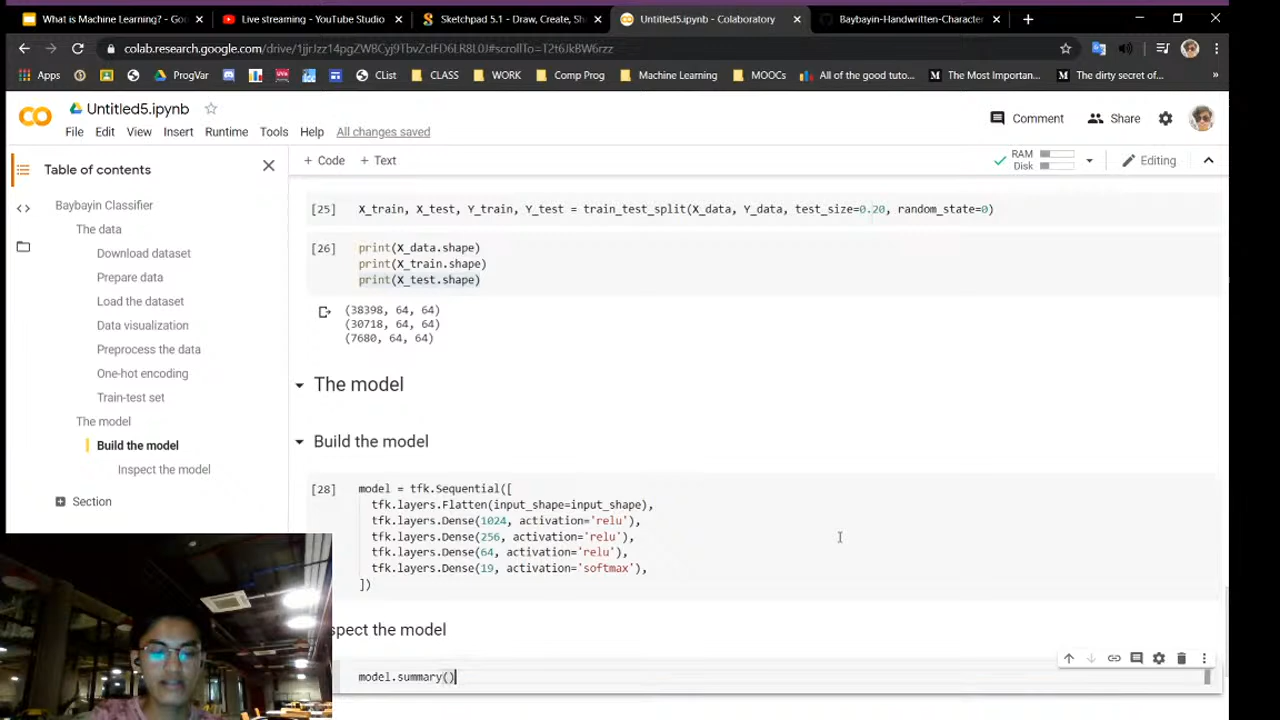 What is Machine Learning? - Goo
Live streaming - YouTube Studio
Sketchpad 5.1 - Draw, Create, Sh
Untitled5.ipynb - Colaboratory
Baybayin-Handwritten-Character
colab.research.google.com/drive/
Apps
ProgVar
CList
CLASS
WORK
Comp Prog
Machine Learning
MOOCs
All of the good tuto...
The Most Importan...
The dirty secret of...
»
CO
Untitled5.ipynb
File Edit View Insert Runtime Tools Help All changes saved
Comment
Share
+ Code + Text
RAM
Disk
Editing
Table of contents
Baybayin Classifier
The data
Download dataset
Prepare data
Load the dataset
Data visualization
Preprocess the data
One-hot encoding
Train-test set
The model
Build the model
Inspect the model
Section
[25] X_train, X_test, Y_train, Y_test = train_test_split(X_data, Y_data, test_size=0.20, random_state=0)
[26] print(X_data.shape)
print(X_train.shape)
print(X_test.shape)
(38398, 64, 64)
(30718, 64, 64)
(7680, 64, 64)
The model
Build the model
[28] model = tfk.Sequential([
tfk.layers.Flatten(input_shape=input_shape),
tfk.layers.Dense(1024, activation='relu'),
tfk.layers.Dense(256, activation='relu'),
tfk.layers.Dense(64, activation='relu'),
tfk.layers.Dense(19, activation='softmax'),
])
spect the model
model.summary()